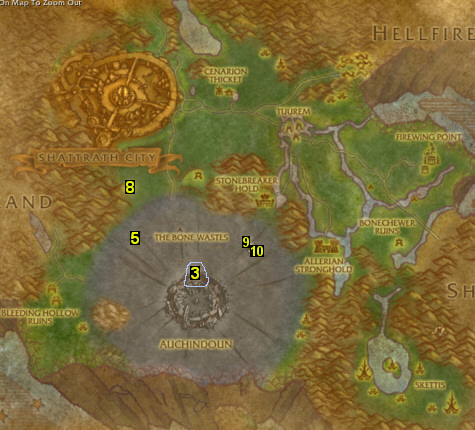 On Map To Zoom Out
HELLFIRE
CENARION
THICKET
TUUREM
FIREWING POINT
SHATTRATH CITY
STONEBREAKER
HOLD
8
LAND
BONECHEWER
RUINS
5
THE BONE WASTES
9
10
ALLERIAN
STRONGHOLD
3
SH
BLEEDING HOLLOW
RUINS
AUCHINDOUN
SKETTIS